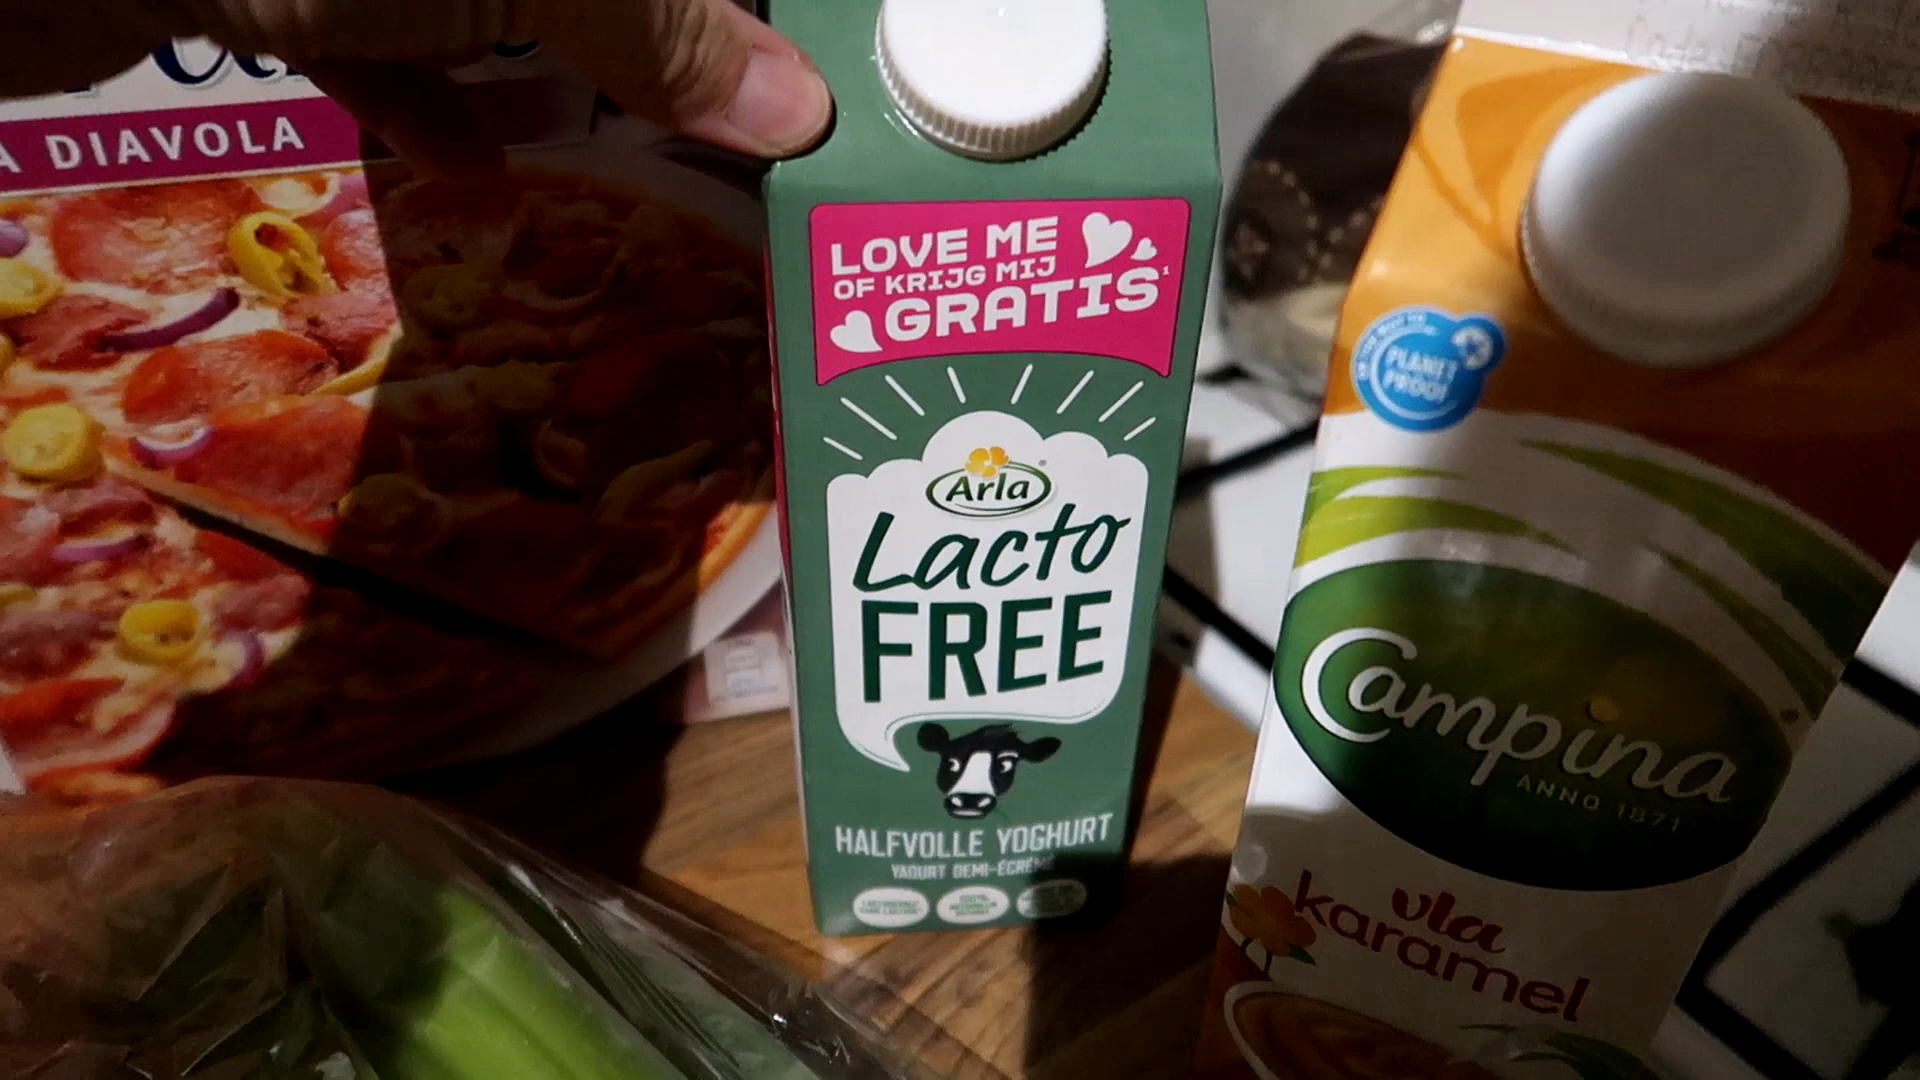 A DIAVOLA
LOVE ME
OF KRIJG MIJ
GRATIS¹
Arla
Lacto
FREE
HALFVOLLE YOGHURT
YAOURT DEMI-ÉCRÉMÉ
PLANET
PROOF
Campina
ANNO 1871
vla
karamel